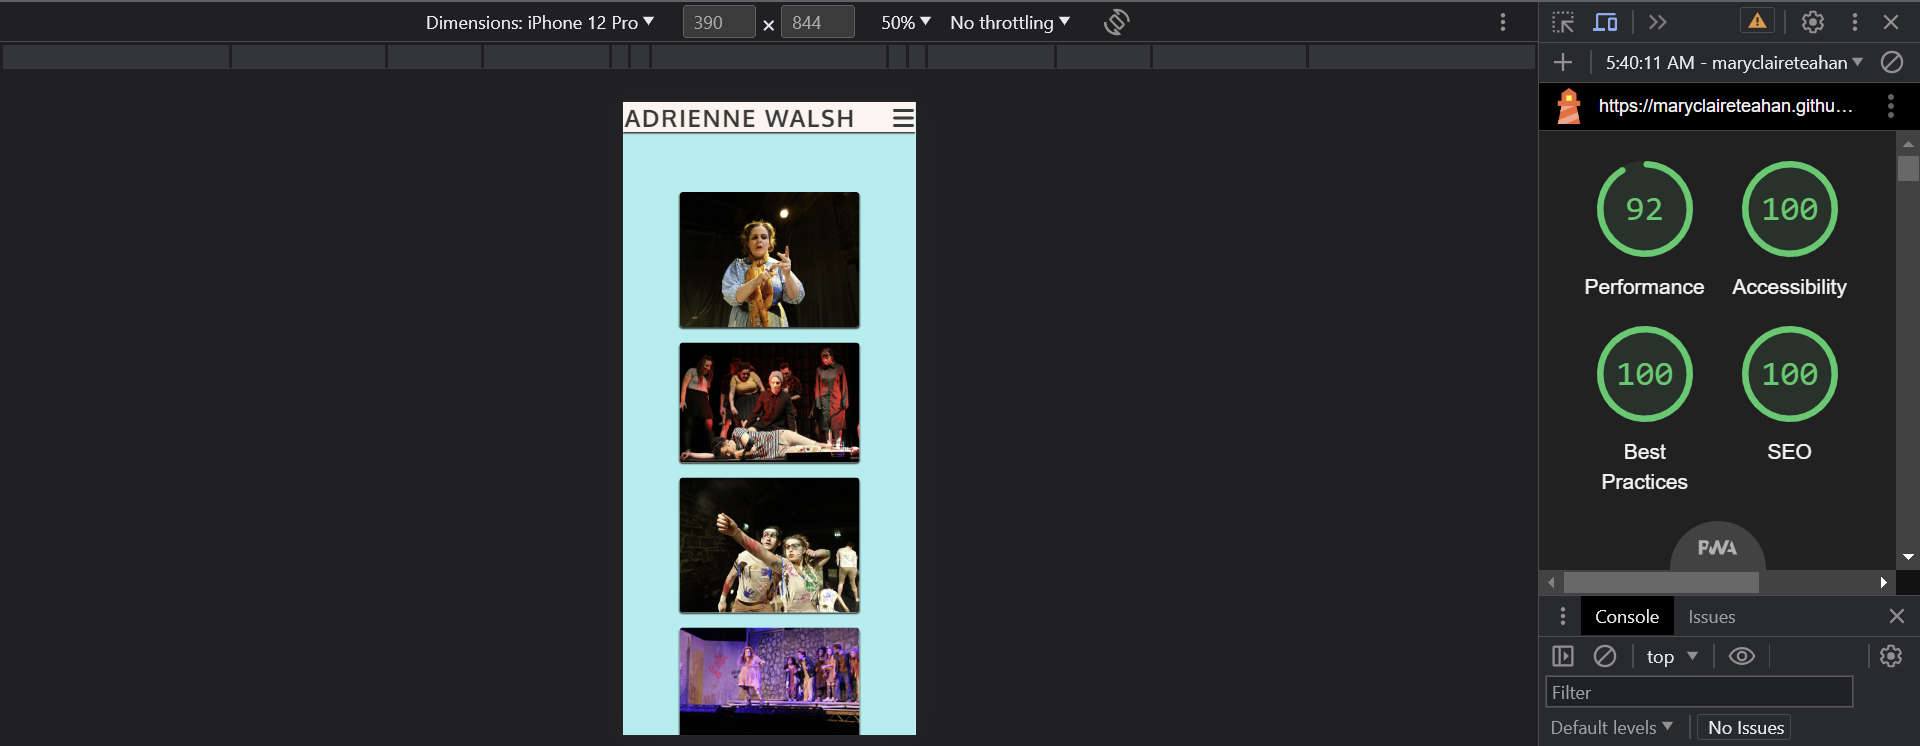 Dimensions: iPhone 12 Pro ▼ 390 × 844 50% ▼ No throttling ▼
5:40:11 AM - maryclaireteahan ▼
https://maryclaireteahan.githu…
ADRIENNE WALSH
92 100
Performance Accessibility
100 100
Best SEO
Practices
PWA
Console Issues
top ▼
Filter
Default levels ▼ No Issues